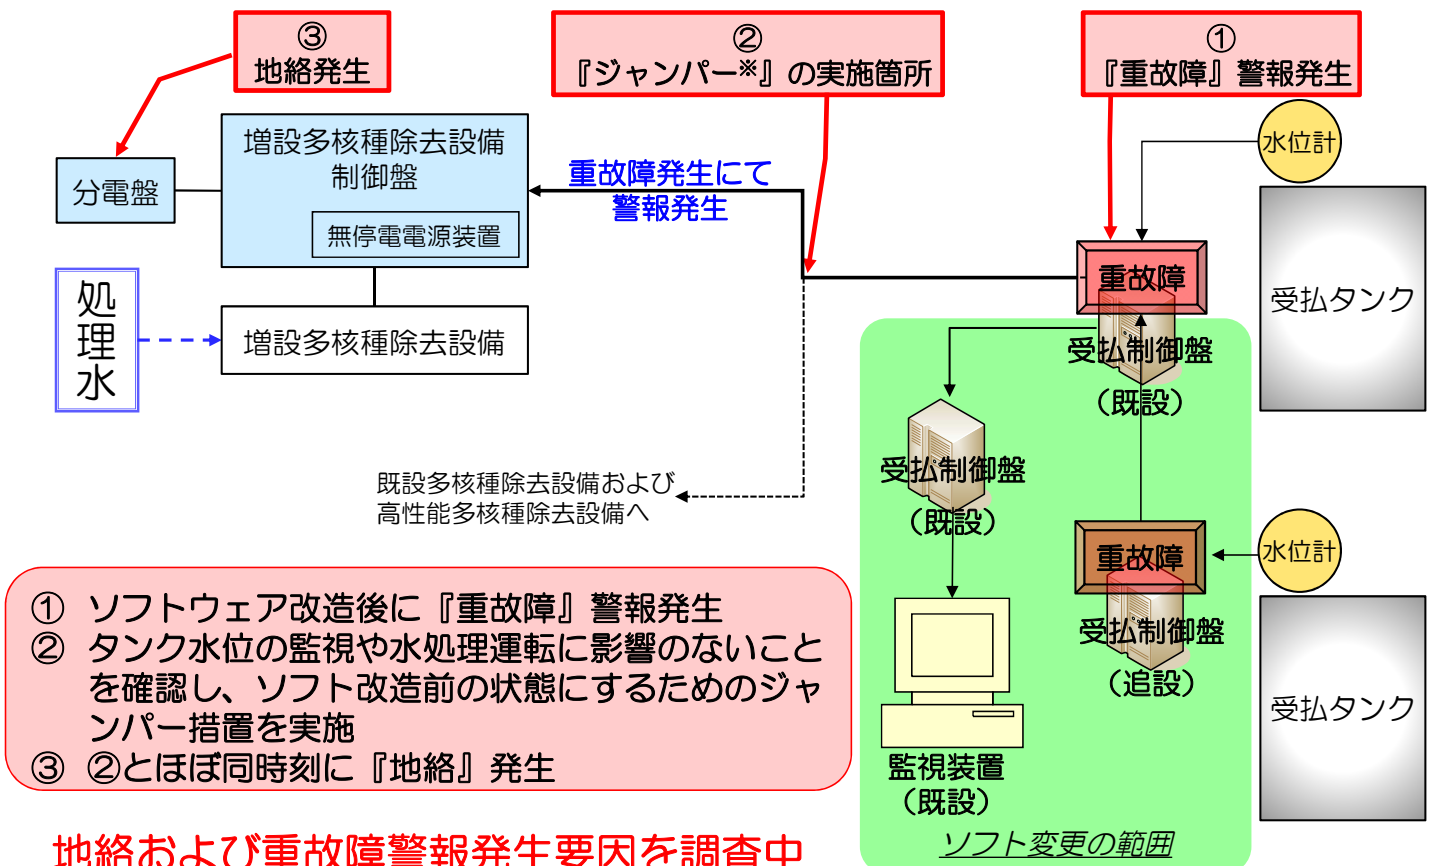 ③
地絡発生
②
『ジャンパー※』の実施箇所
①
『重故障』警報発生
水位計
増設多核種除去設備
制御盤
無停電電源装置
分電盤
重故障発生にて
警報発生
重故障
受払タンク
処理水
増設多核種除去設備
受払制御盤
（既設）
受払制御盤
（既設）
既設多核種除去設備および
高性能多核種除去設備へ
重故障
水位計
受払制御盤
（追設）
受払タンク
監視装置
（既設）
ソフト変更の範囲
① ソフトウェア改造後に『重故障』警報発生
② タンク水位の監視や水処理運転に影響のないこと
を確認し、ソフト改造前の状態にするためのジャ
ンパー措置を実施
③ ②とほぼ同時刻に『地絡』発生
地絡および重故障警報発生要因を調査中